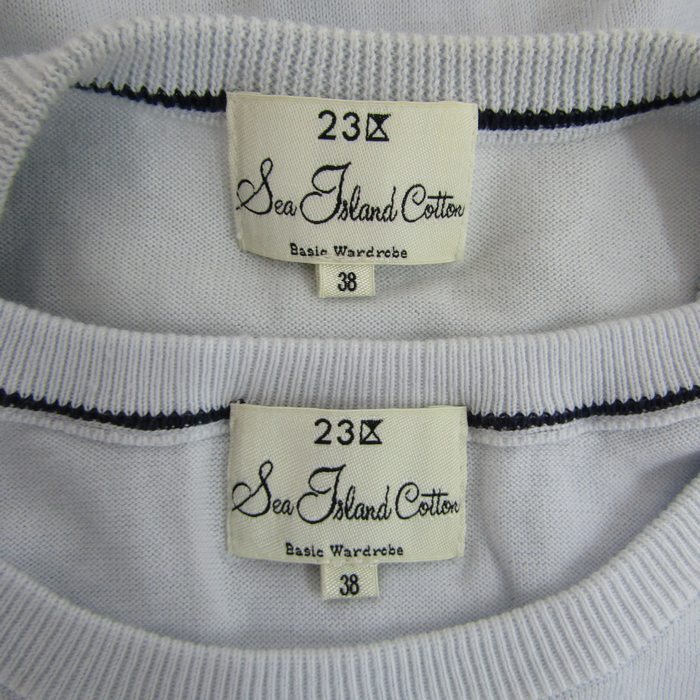 23区
Sea Island Cotton
Basic Wardrobe
38
23区
Sea Island Cotton
Basic Wardrobe
38